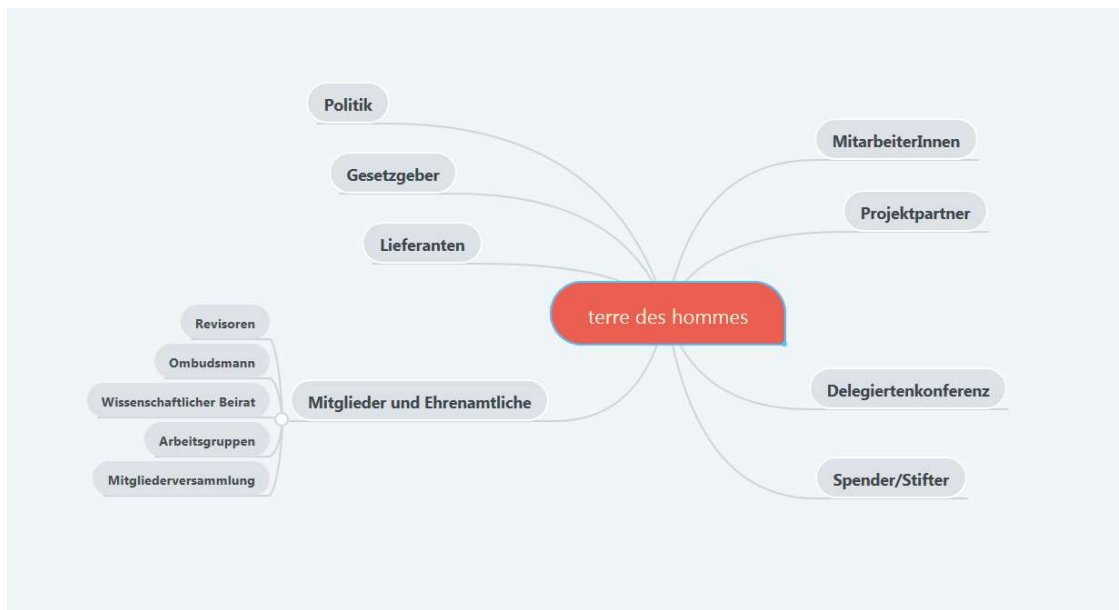 Politik
Gesetzgeber
Lieferanten
MitarbeiterInnen
Projektpartner
terre des hommes
Mitglieder und Ehrenamtliche
Revisoren
Ombudsmann
Wissenschaftlicher Beirat
Arbeitsgruppen
Mitgliederversammlung
Delegiertenkonferenz
Spender/Stifter